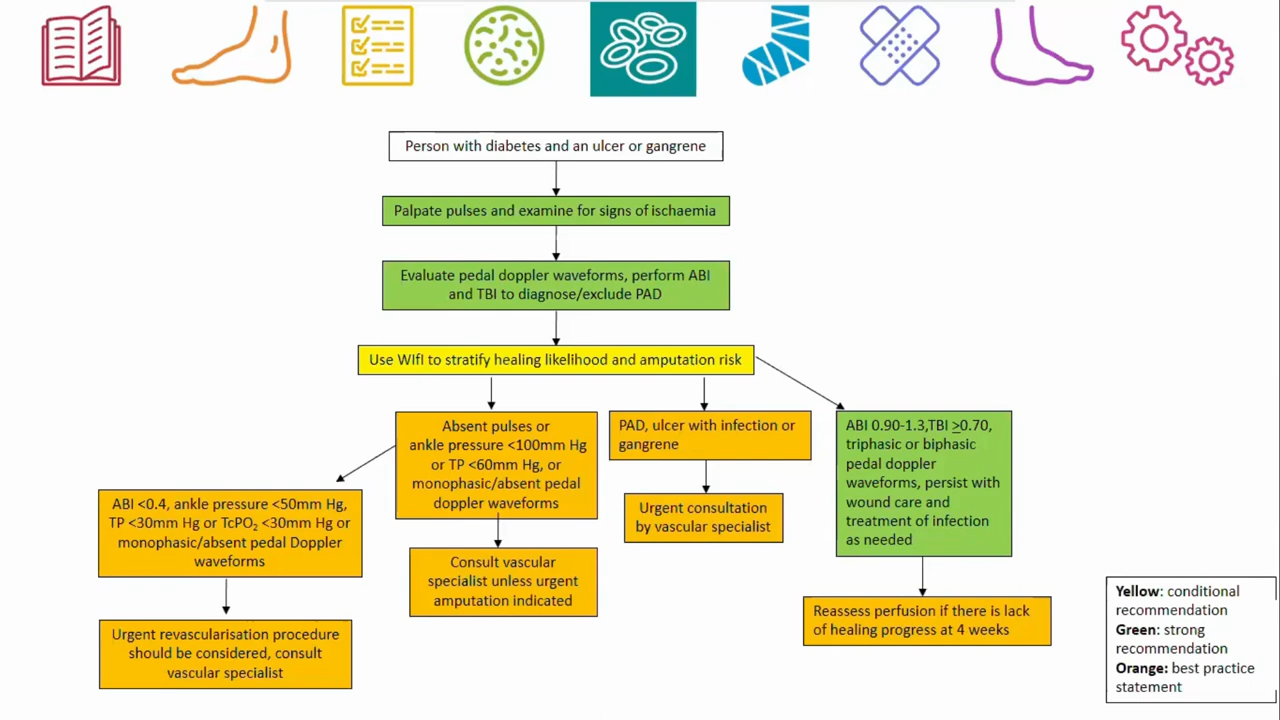 Person with diabetes and an ulcer or gangrene
Palpate pulses and examine for signs of ischaemia
Evaluate pedal doppler waveforms, perform ABI
and TBI to diagnose/exclude PAD
Use WIfI to stratify healing likelihood and amputation risk
Absent pulses or
ankle pressure <100mm Hg
or TP <60mm Hg, or
monophasic/absent pedal
doppler waveforms
PAD, ulcer with infection or
gangrene
ABI 0.90-1.3,TBI ≥0.70,
triphasic or biphasic
pedal doppler
waveforms, persist with
wound care and
treatment of infection
as needed
ABI <0.4, ankle pressure <50mm Hg,
TP <30mm Hg or TcPO₂ <30mm Hg or
monophasic/absent pedal Doppler
waveforms
Urgent consultation
by vascular specialist
Consult vascular
specialist unless urgent
amputation indicated
Reassess perfusion if there is lack
of healing progress at 4 weeks
Urgent revascularisation procedure
should be considered, consult
vascular specialist
Yellow: conditional
recommendation
Green: strong
recommendation
Orange: best practice
statement